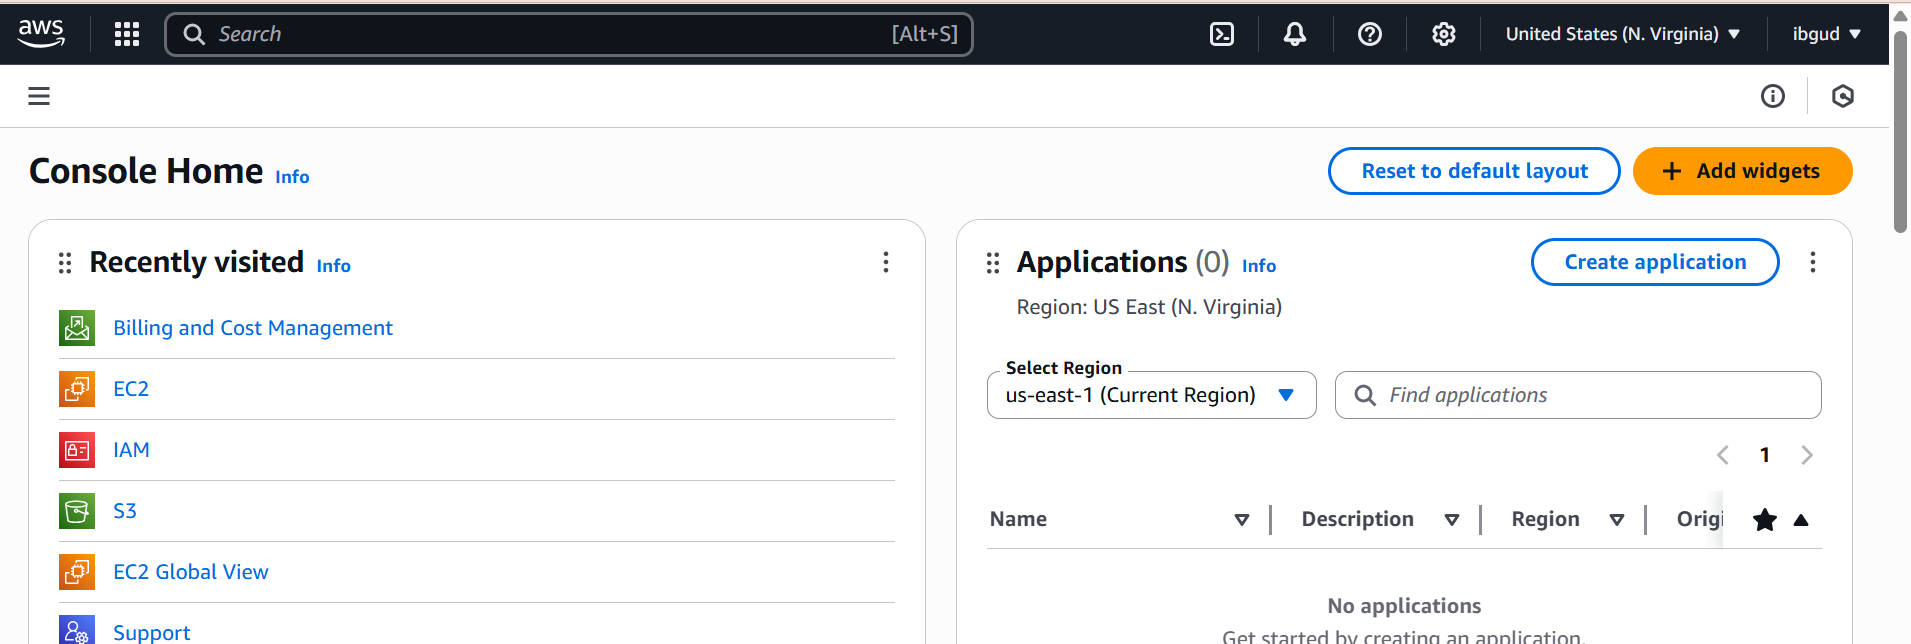 aws
Search [Alt+S] United States (N. Virginia) ibgud
Console Home Info Reset to default layout Add widgets
Recently visited Info
Billing and Cost Management
EC2
IAM
S3
EC2 Global View
Support
Applications (0) Info Create application
Region: US East (N. Virginia)
Select Region
us-east-1 (Current Region) Find applications
1
Name Description Region Origi
No applications
Get started by creating an application.